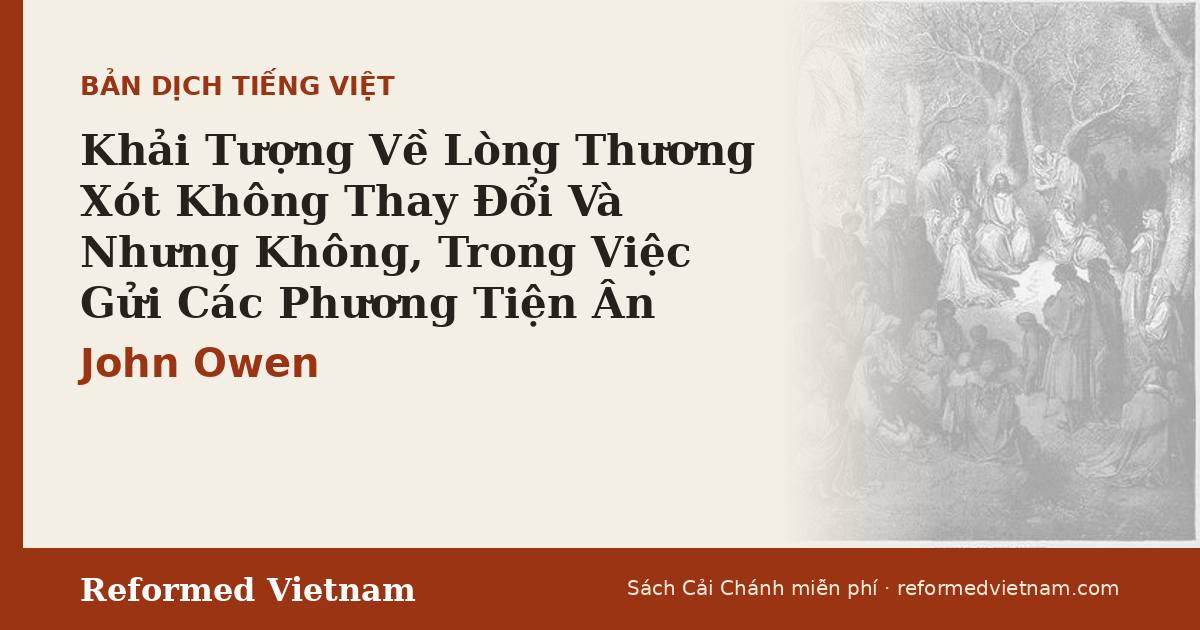 BẢN DỊCH TIẾNG VIỆT
Khải Tượng Về Lòng Thương
Xót Không Thay Đổi Và
Nhưng Không, Trong Việc
Gửi Các Phương Tiện Ân
John Owen
Reformed Vietnam
Sách Cải Chánh miễn phí · reformedvietnam.com